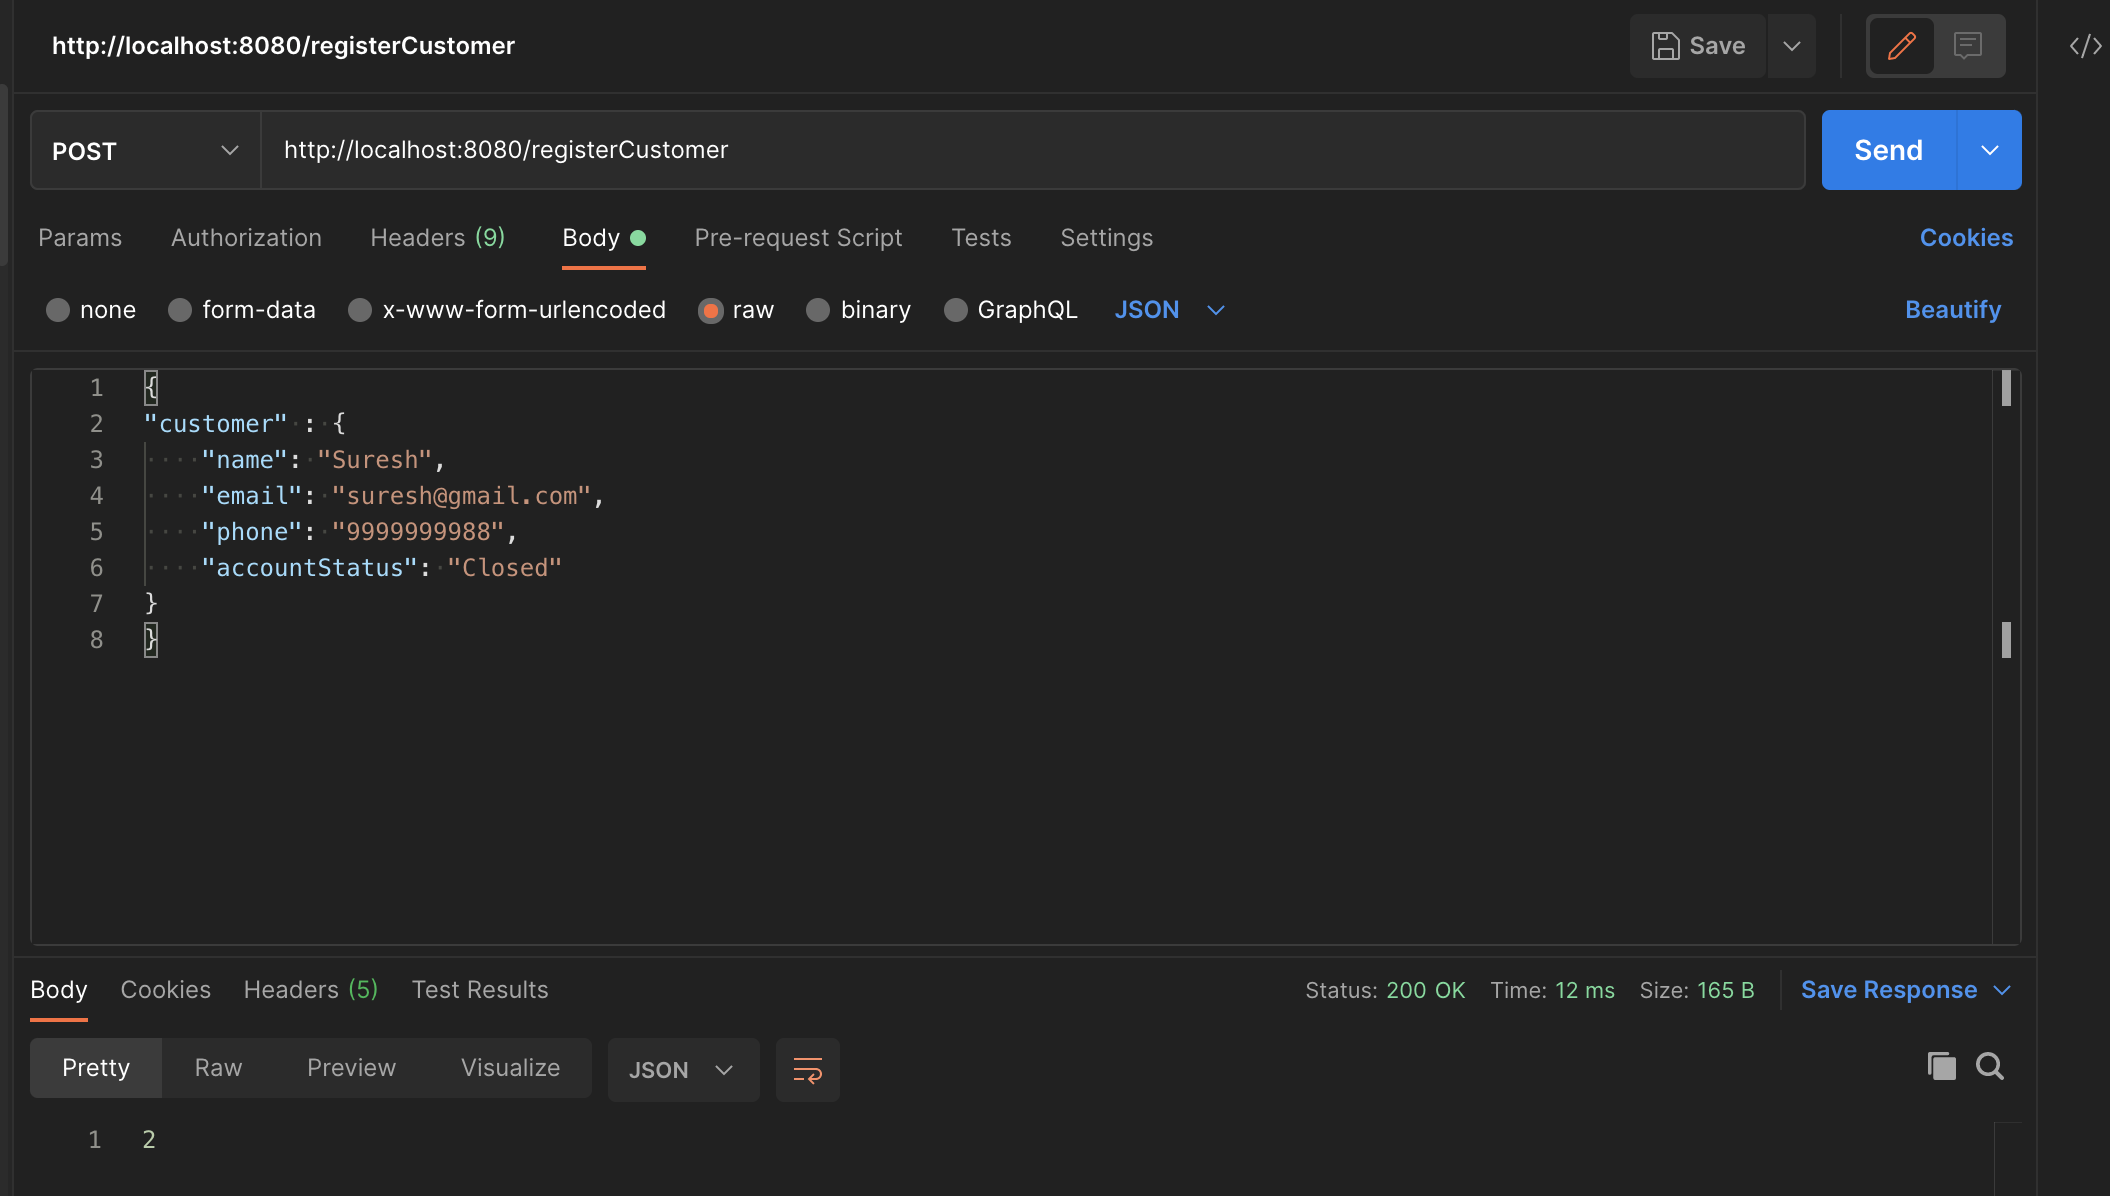 http://localhost:8080/registerCustomer
Save
POST http://localhost:8080/registerCustomer Send
Params Authorization Headers (9) Body Pre-request Script Tests Settings Cookies
none form-data x-www-form-urlencoded raw binary GraphQL JSON Beautify
1 {
2 "customer" : {
3 "name": "Suresh",
4 "email": "suresh@gmail.com",
5 "phone": "9999999988",
6 "accountStatus": "Closed"
7 }
8 }
Body Cookies Headers (5) Test Results Status: 200 OK Time: 12 ms Size: 165 B Save Response
Pretty Raw Preview Visualize JSON
1 2